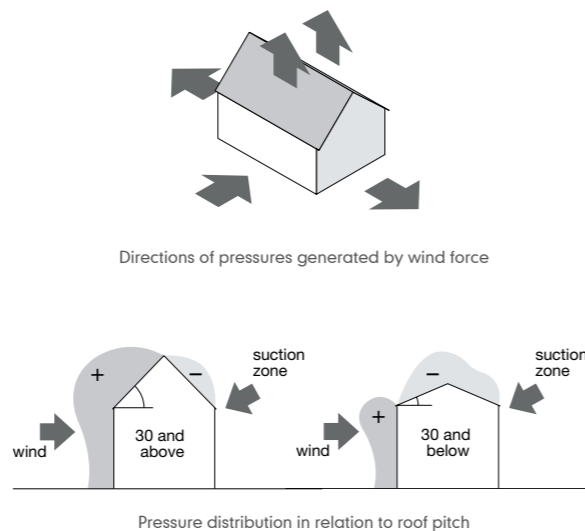 Directions of pressures generated by wind force
+
−
suction
zone
wind
30 and
above
−
+
suction
zone
wind
30 and
below
Pressure distribution in relation to roof pitch